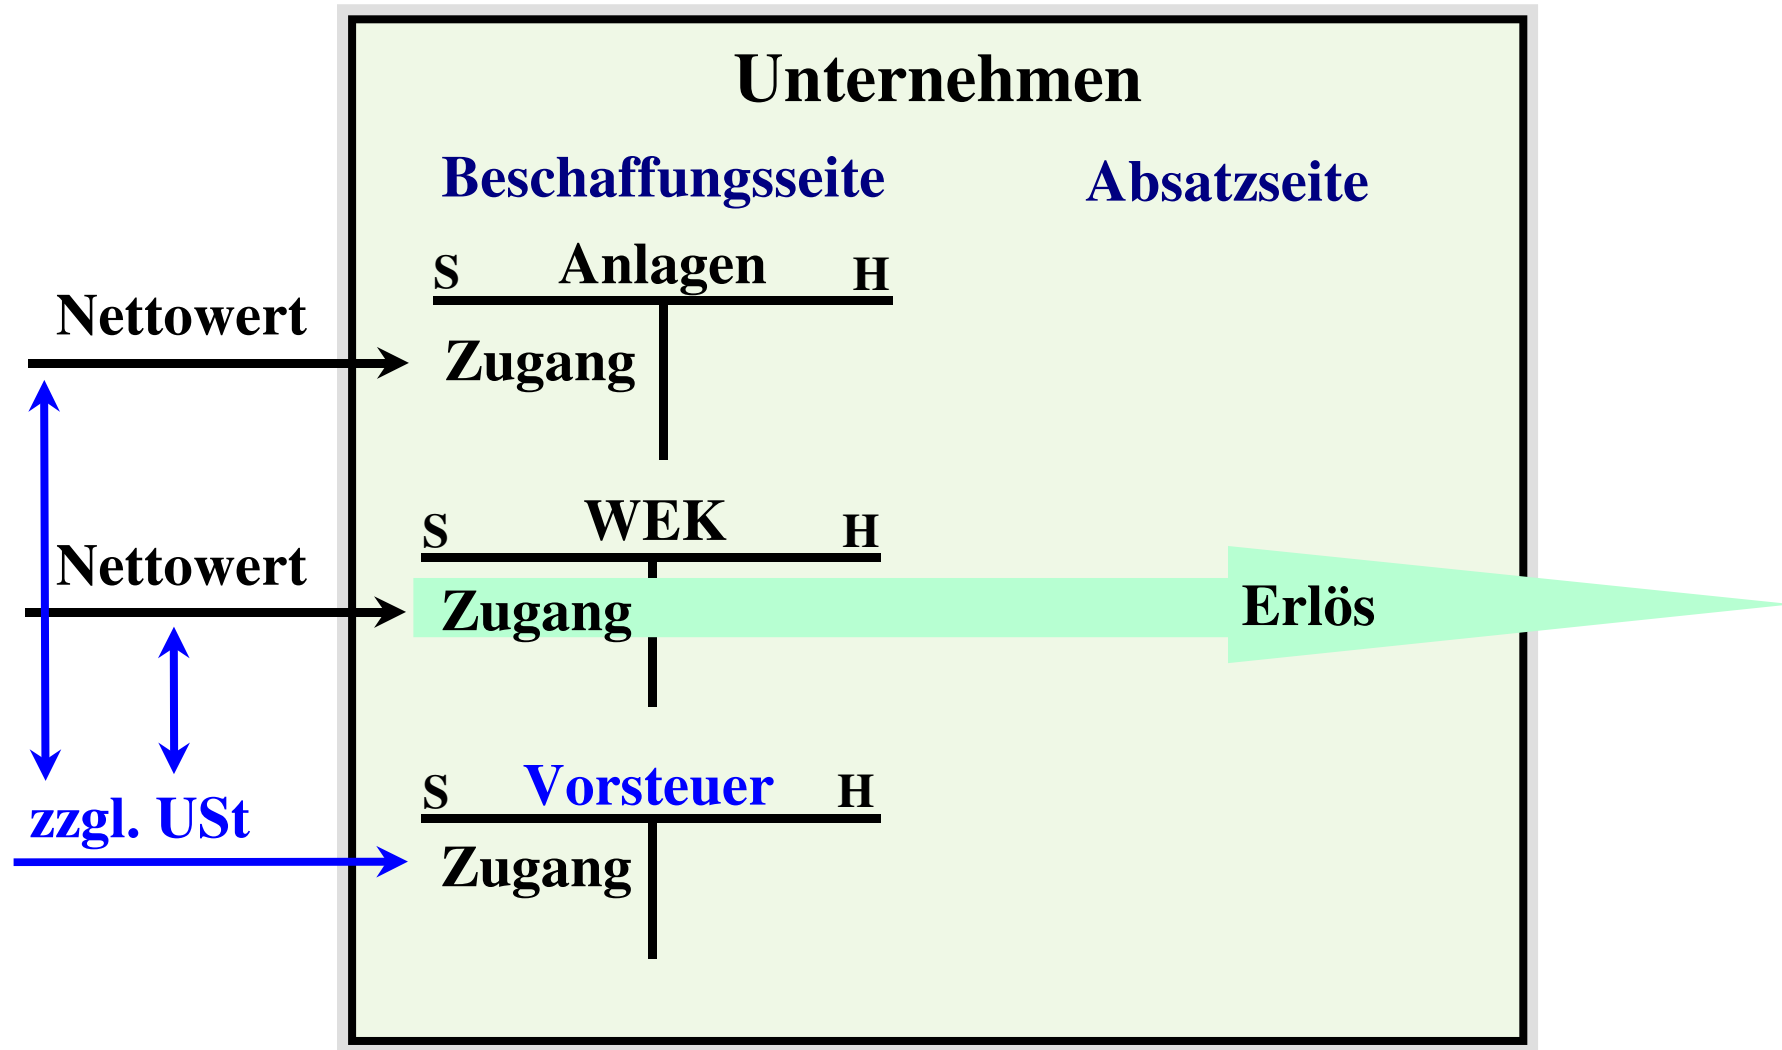 Unternehmen
Beschaffungsseite Absatzseite
S Anlagen H
Nettowert
Zugang
S WEK H
Nettowert
Zugang Erlös
S Vorsteuer H
zzgl. USt
Zugang